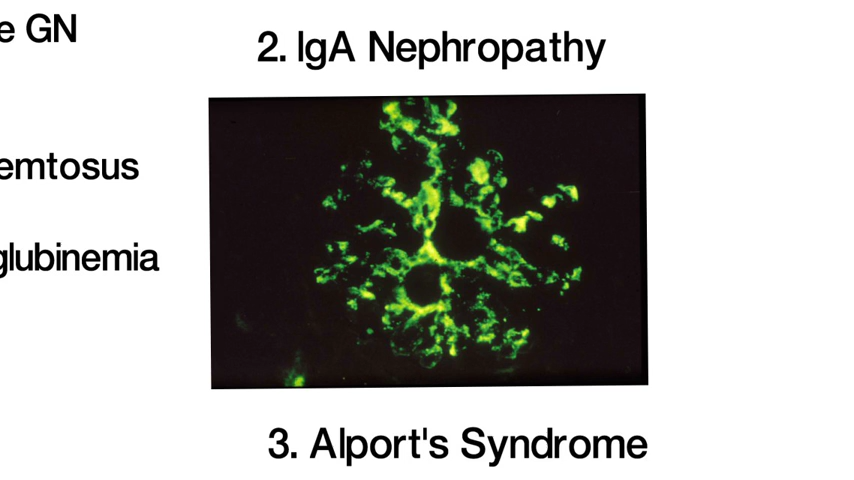 e GN
2. IgA Nephropathy
emtosus
glubinemia
3. Alport's Syndrome